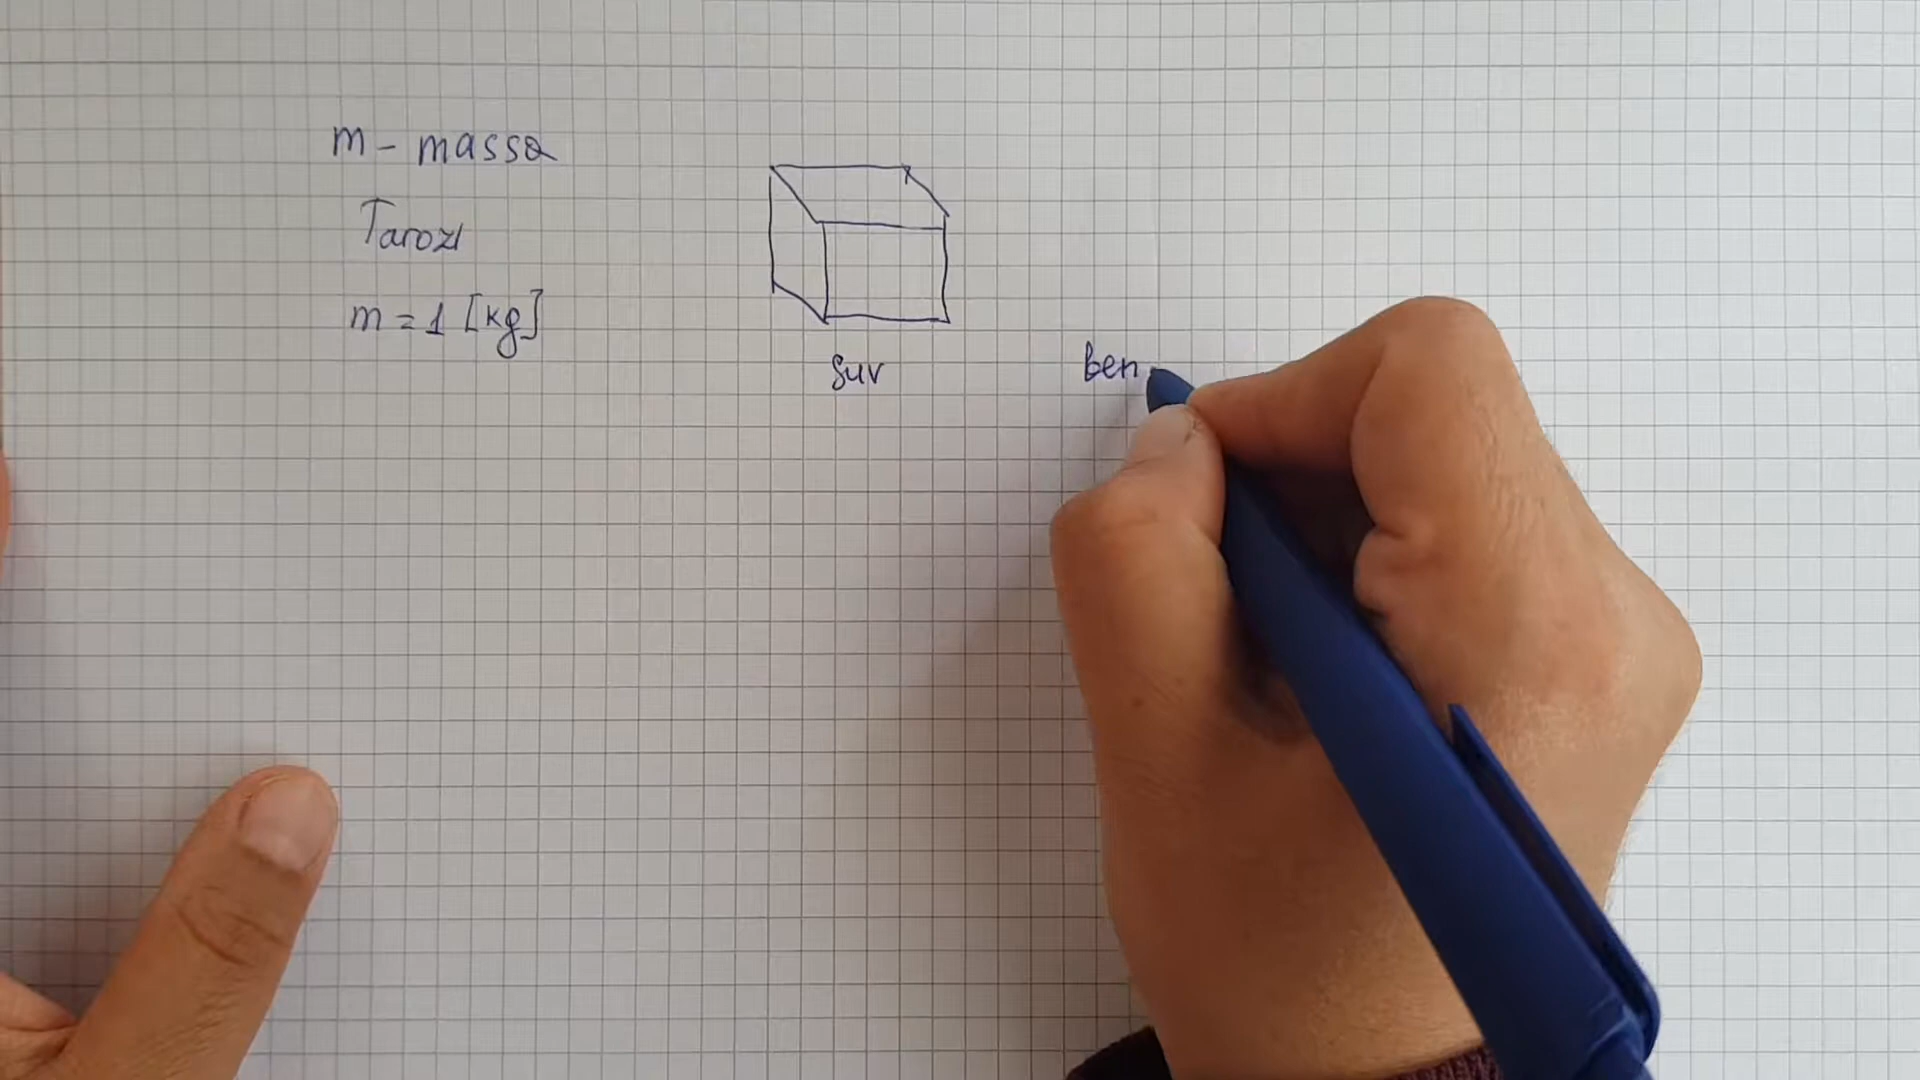 m - massa
Tarozi
m = 1 [kg]
suv
ben